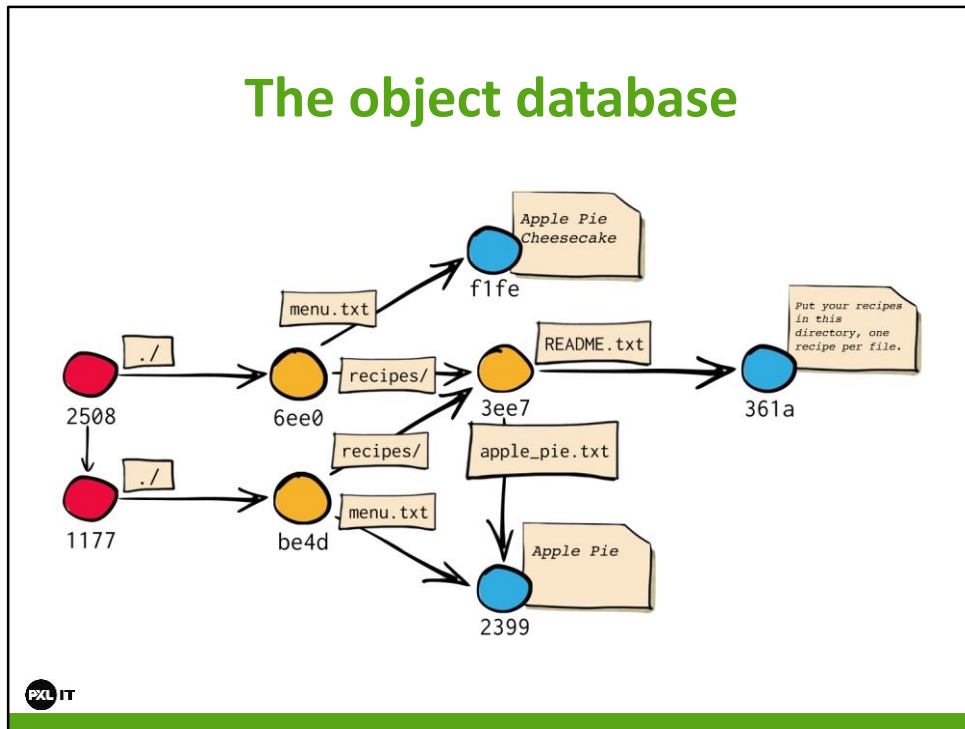 The object database
Apple Pie
Cheesecake
f1fe
menu.txt
Put your recipes
in this
directory, one
recipe per file.
./
recipes/
README.txt
2508
6ee0
3ee7
361a
recipes/
apple_pie.txt
./
menu.txt
1177
be4d
Apple Pie
2399
PXL IT